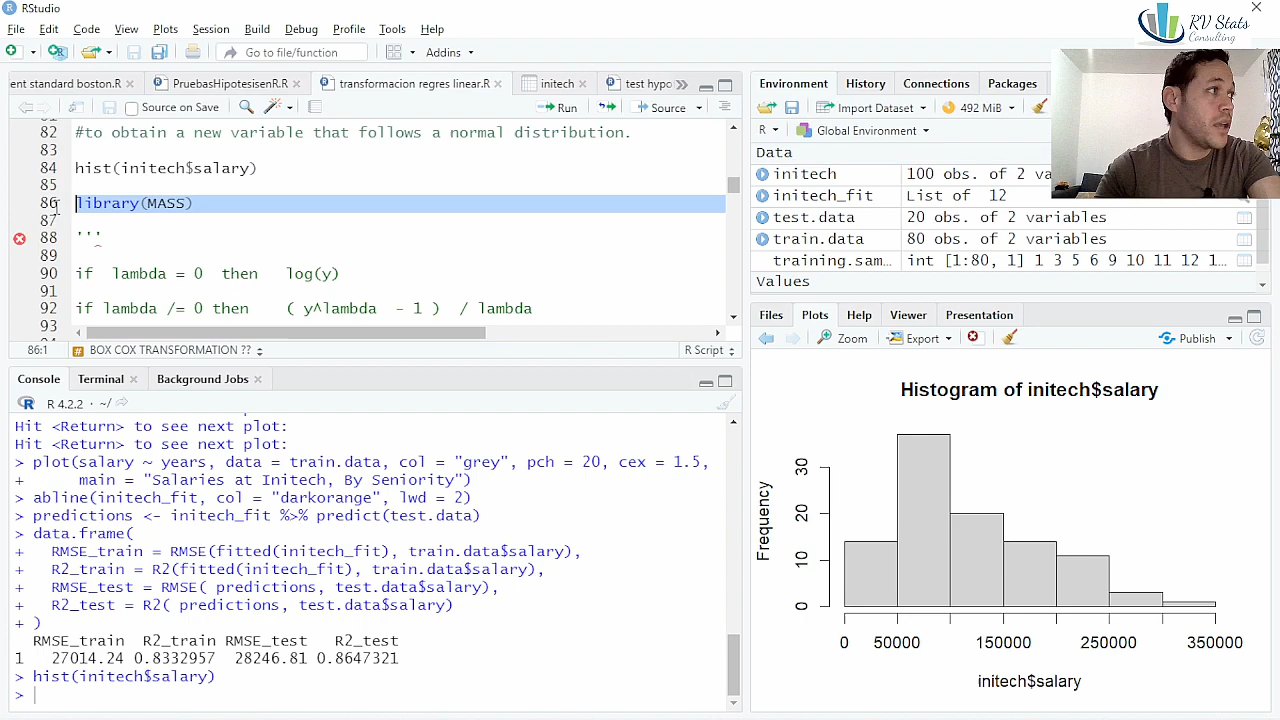 RStudio
RV Stats
Consulting
File Edit Code View Plots Session Build Debug Profile Tools Help
Go to file/function
Addins
ent standard boston.R
PruebasHipotesisenR.R
transformacion regres linear.R
initech
test hypo
Source on Save
Run
Source
82 #to obtain a new variable that follows a normal distribution.
83
84 hist(initech$salary)
85
86 library(MASS)
87
88 '''
89
90 if lambda = 0 then log(y)
91
92 if lambda /= 0 then ( y^lambda - 1 ) / lambda
93
86:1
BOX COX TRANSFORMATION ??
R Script
Console
Terminal
Background Jobs
R 4.2.2 · ~/
Hit <Return> to see next plot:
Hit <Return> to see next plot:
> plot(salary ~ years, data = train.data, col = "grey", pch = 20, cex = 1.5,
+ main = "Salaries at Initech, By Seniority")
> abline(initech_fit, col = "darkorange", lwd = 2)
> predictions <- initech_fit %>% predict(test.data)
> data.frame(
+ RMSE_train = RMSE(fitted(initech_fit), train.data$salary),
+ R2_train = R2(fitted(initech_fit), train.data$salary),
+ RMSE_test = RMSE( predictions, test.data$salary),
+ R2_test = R2( predictions, test.data$salary)
+ )
RMSE_train R2_train RMSE_test R2_test
1 27014.24 0.8332957 28246.81 0.8647321
> hist(initech$salary)
>
Environment
History
Connections
Packages
Import Dataset
492 MiB
R
Global Environment
Data
initech 100 obs. of 2 va
initech_fit List of 12
test.data 20 obs. of 2 variables
train.data 80 obs. of 2 variables
training.sam… int [1:80, 1] 1 3 5 6 9 10 11 12 1…
Values
Files
Plots
Help
Viewer
Presentation
Zoom
Export
Publish
Histogram of initech$salary
Frequency
30
20
10
0
0 50000 150000 250000 350000
initech$salary